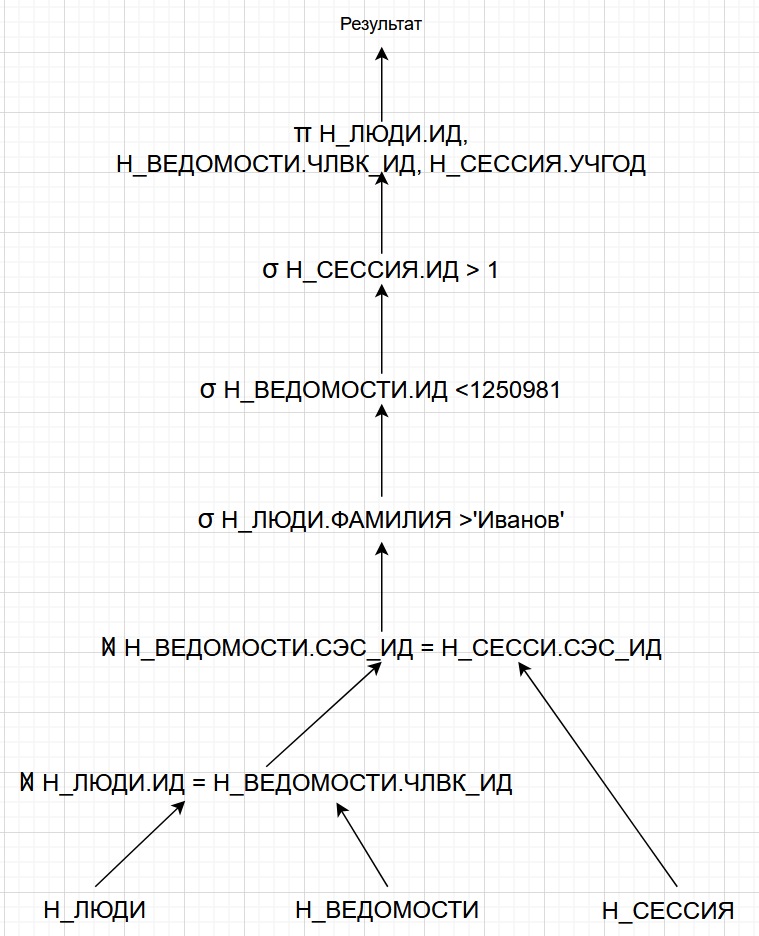 Результат
π Н_ЛЮДИ.ИД,
Н_ВЕДОМОСТИ.ЧЛВК_ИД, Н_СЕССИЯ.УЧГОД
σ Н_СЕССИЯ.ИД > 1
σ Н_ВЕДОМОСТИ.ИД <1250981
σ Н_ЛЮДИ.ФАМИЛИЯ >'Иванов'
⋈ Н_ВЕДОМОСТИ.СЭС_ИД = Н_СЕССИ.СЭС_ИД
⋈ Н_ЛЮДИ.ИД = Н_ВЕДОМОСТИ.ЧЛВК_ИД
Н_ЛЮДИ
Н_ВЕДОМОСТИ
Н_СЕССИЯ